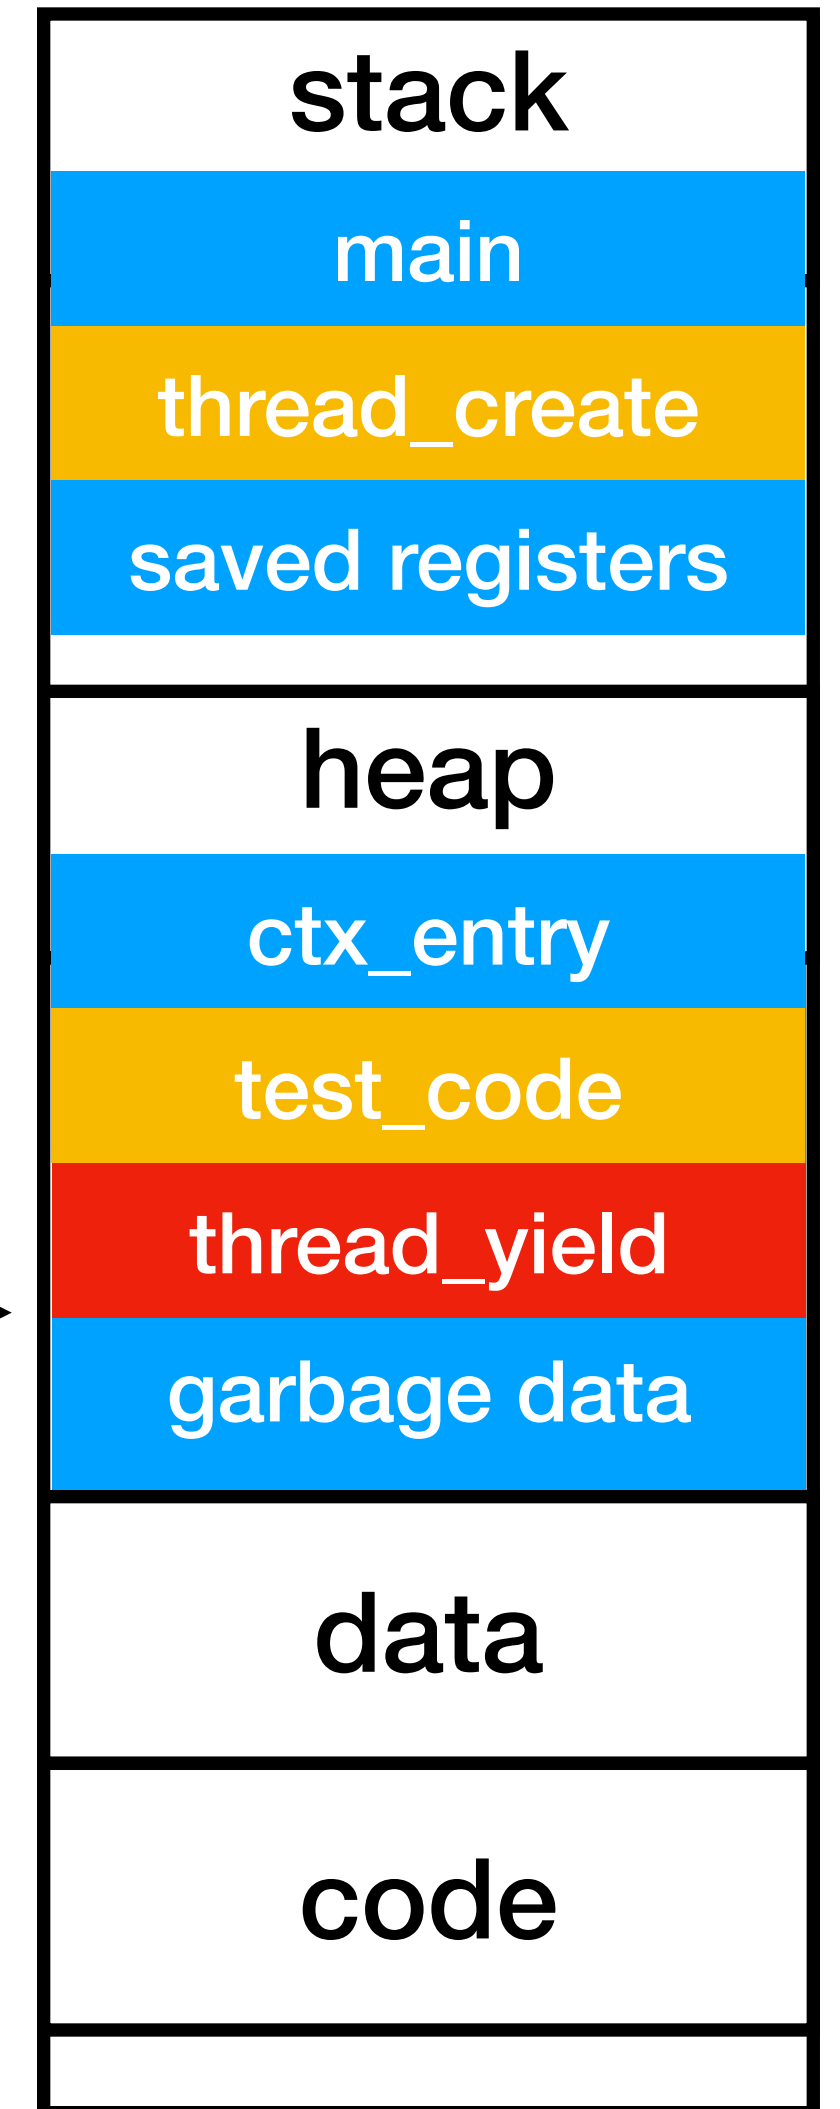 stack
main
thread_create
saved registers
heap
ctx_entry
test_code
thread_yield
garbage data
data
code